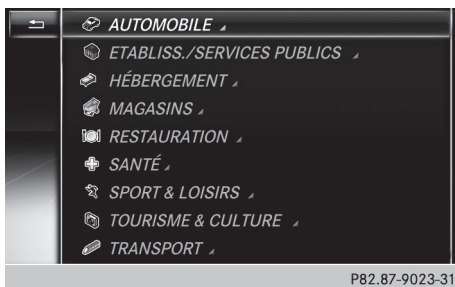 AUTOMOBILE
ETABLISS./SERVICES PUBLICS
HÉBERGEMENT
MAGASINS
RESTAURATION
SANTÉ
SPORT & LOISIRS
TOURISME & CULTURE
TRANSPORT
P82.87-9023-31